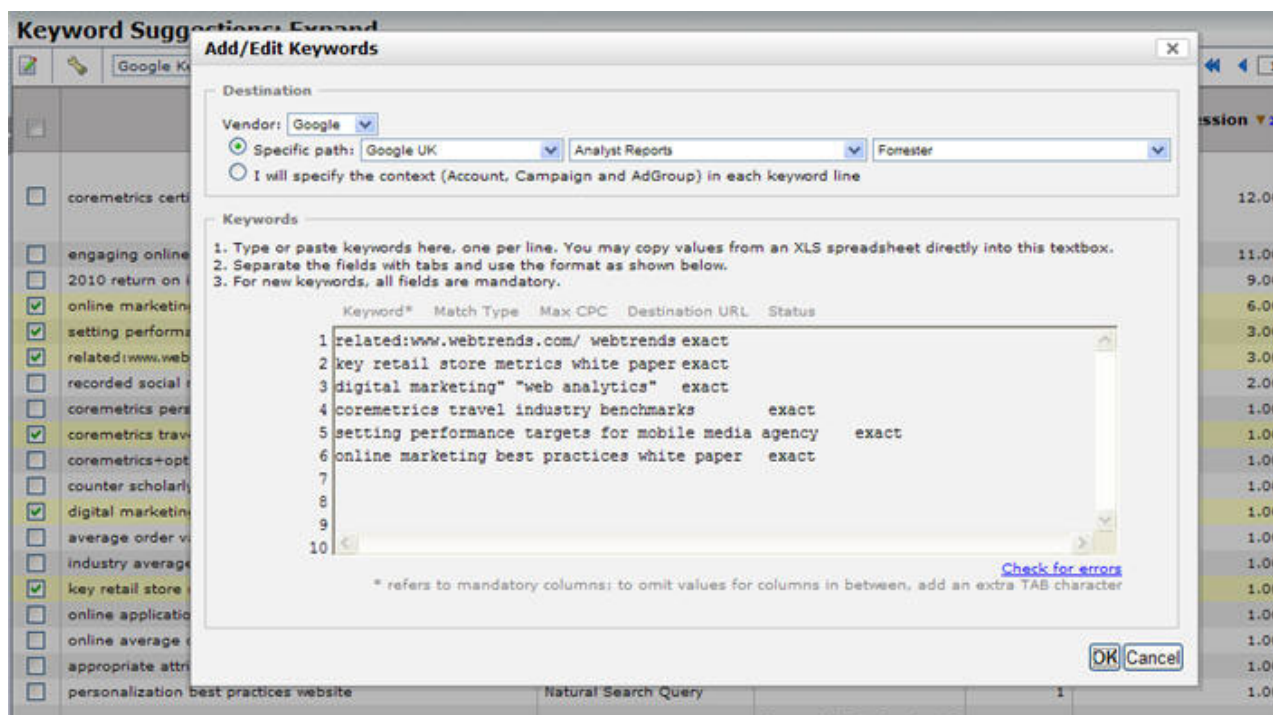 Keyword Suggestions: Expand
Add/Edit Keywords
Google
Destination
Vendor: Google
Specific path: Google UK Analyst Reports Forrester
I will specify the context (Account, Campaign and AdGroup) in each keyword line
coremetrics 12.0
Keywords
1. Type or paste keywords here, one per line. You may copy values from an XLS spreadsheet directly into this textbox.
engaging online 11.0
2. Separate the fields with tabs and use the format as shown below.
2010 return on 9.0
3. For new keywords, all fields are mandatory.
online 6.0
Keyword* Match Type Max CPC Destination URL Status
setting 3.0
1 related:www.webtrends.com/ webtrends exact
related:www.web 3.0
2 key retail store metrics white paper exact
recorded social 2.0
3 digital marketing" "web analytics" exact
coremetrics 1.0
4 coremetrics travel industry benchmarks exact
coremetrics 1.0
5 setting performance targets for mobile media agency exact
coremetrics+opt 1.0
6 online marketing best practices white paper exact
7
counter 1.0
8
digital 1.0
9
average order 1.0
10
industry average 1.0
Check for errors
* refers to mandatory columns; to omit values for columns in between, add an extra TAB character
key retail store 1.0
online 1.0
online average 1.0
OK Cancel
appropriate 1.0
personalization best practices website Natural Search Query 1 1.0